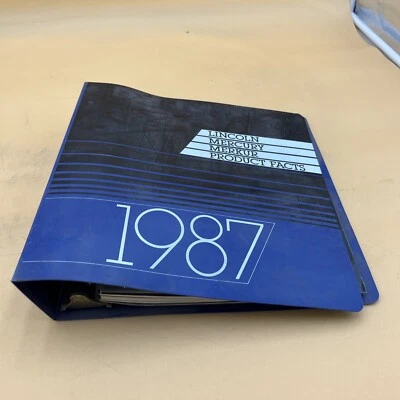 LINCOLN
MERCURY
MERKUR
PRODUCT FACTS
1987